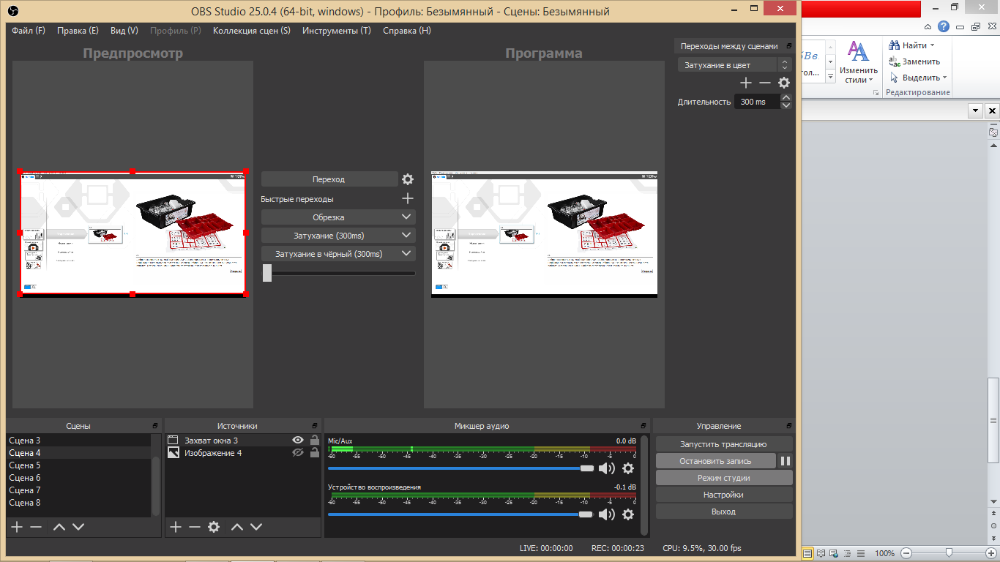 OBS Studio 25.0.4 (64-bit, windows) - Профиль: Безымянный - Сцены: Безымянный
Файл (F) Правка (E) Вид (V) Профиль (P) Коллекция сцен (S) Инструменты (T) Справка (H)
Предпросмотр
Программа
Переходы между сценами
Затухание в цвет
Длительность 300 ms
Переход
Быстрые переходы
Обрезка
Затухание (300ms)
Затухание в чёрный (300ms)
Сцены
Сцена 3
Сцена 4
Сцена 5
Сцена 6
Сцена 7
Сцена 8
Источники
Захват окна 3
Изображение 4
Микшер аудио
Mic/Aux 0.0 dB
-60 -55 -50 -45 -40 -35 -30 -25 -20 -15 -10 -5 0
Устройство воспроизведения -0.1 dB
-60 -55 -50 -45 -40 -35 -30 -25 -20 -15 -10 -5 0
Управление
Запустить трансляцию
Остановить запись
Режим студии
Настройки
Выход
LIVE: 00:00:00 REC: 00:00:23 CPU: 9.5%, 30.00 fps
Изменить
стили
Найти
Заменить
Выделить
Редактирование
100%